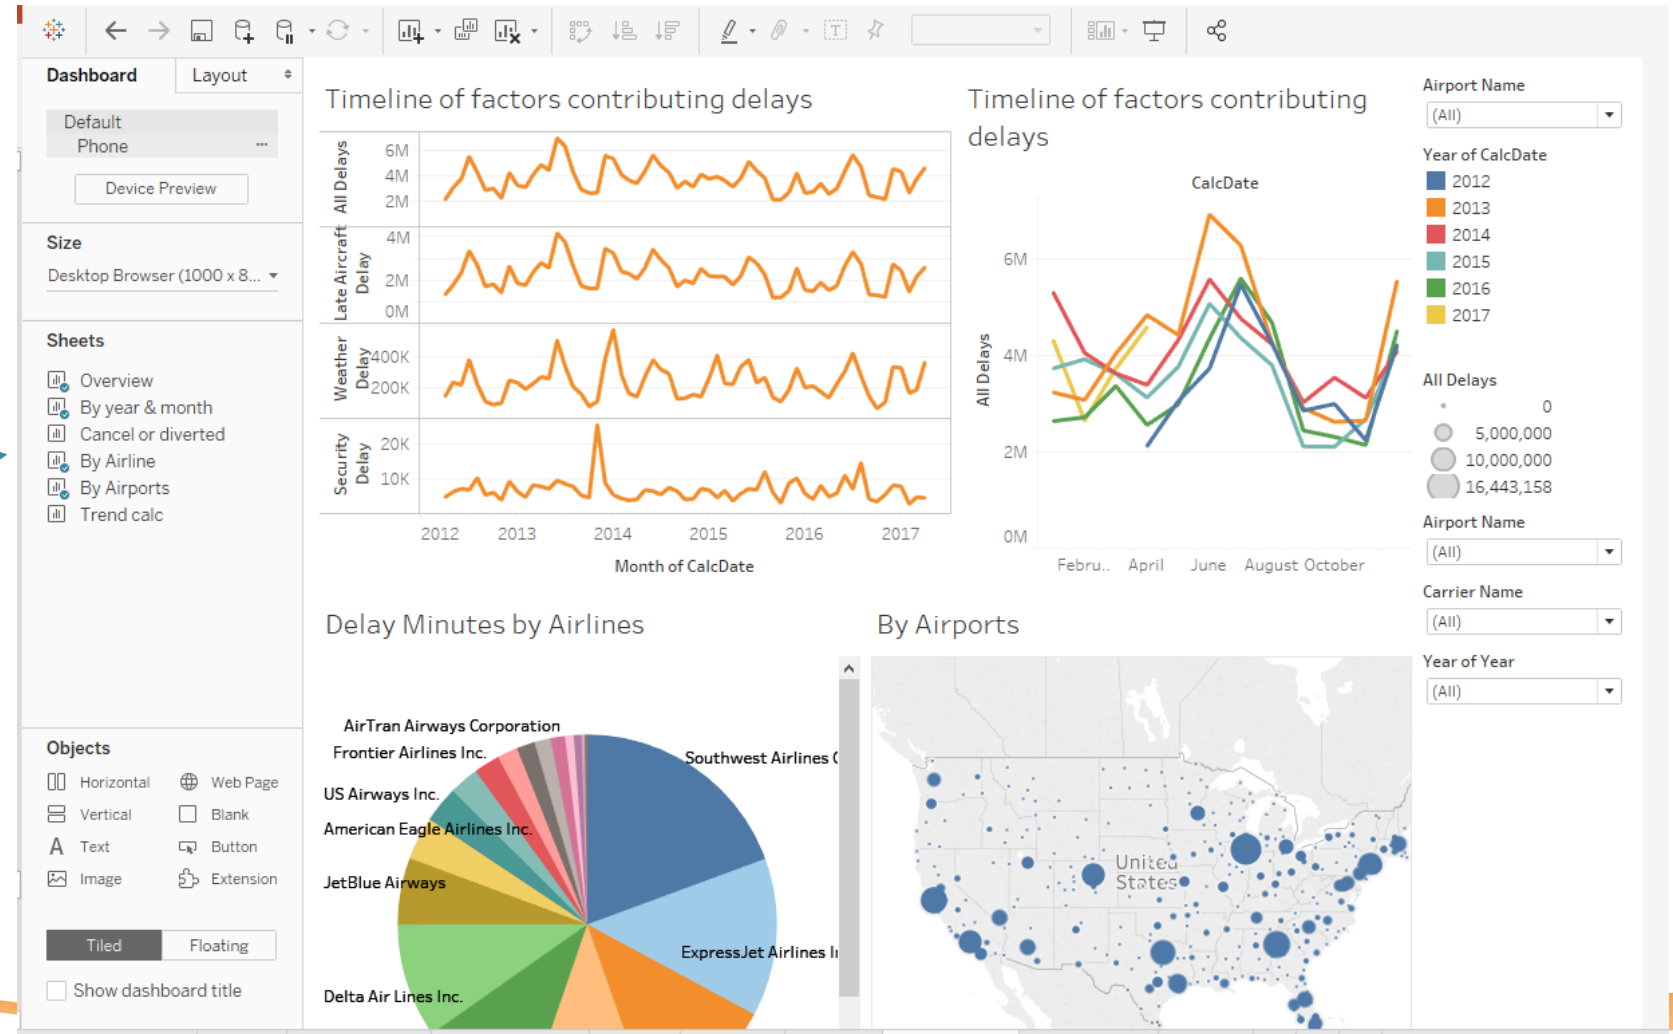 Dashboard
Layout
Default
Phone
Device Preview
Size
Desktop Browser (1000 x 8...
Sheets
Overview
By year & month
Cancel or diverted
By Airline
By Airports
Trend calc
Objects
Horizontal
Web Page
Vertical
Blank
Text
Button
Image
Extension
Tiled
Floating
Show dashboard title
Timeline of factors contributing delays
All Delays
6M
4M
2M
Late Aircraft
Delay
4M
2M
0M
Weather
Delay
400K
200K
Security
Delay
20K
10K
2012
2013
2014
2015
2016
2017
Month of CalcDate
Timeline of factors contributing
delays
CalcDate
All Delays
6M
4M
2M
0M
Febru..
April
June
August
October
Airport Name
(All)
Year of CalcDate
2012
2013
2014
2015
2016
2017
All Delays
0
5,000,000
10,000,000
16,443,158
Airport Name
(All)
Carrier Name
(All)
Year of Year
(All)
Delay Minutes by Airlines
AirTran Airways Corporation
Frontier Airlines Inc.
US Airways Inc.
American Eagle Airlines Inc.
JetBlue Airways
Delta Air Lines Inc.
Southwest Airlines
ExpressJet Airlines
By Airports
United
States